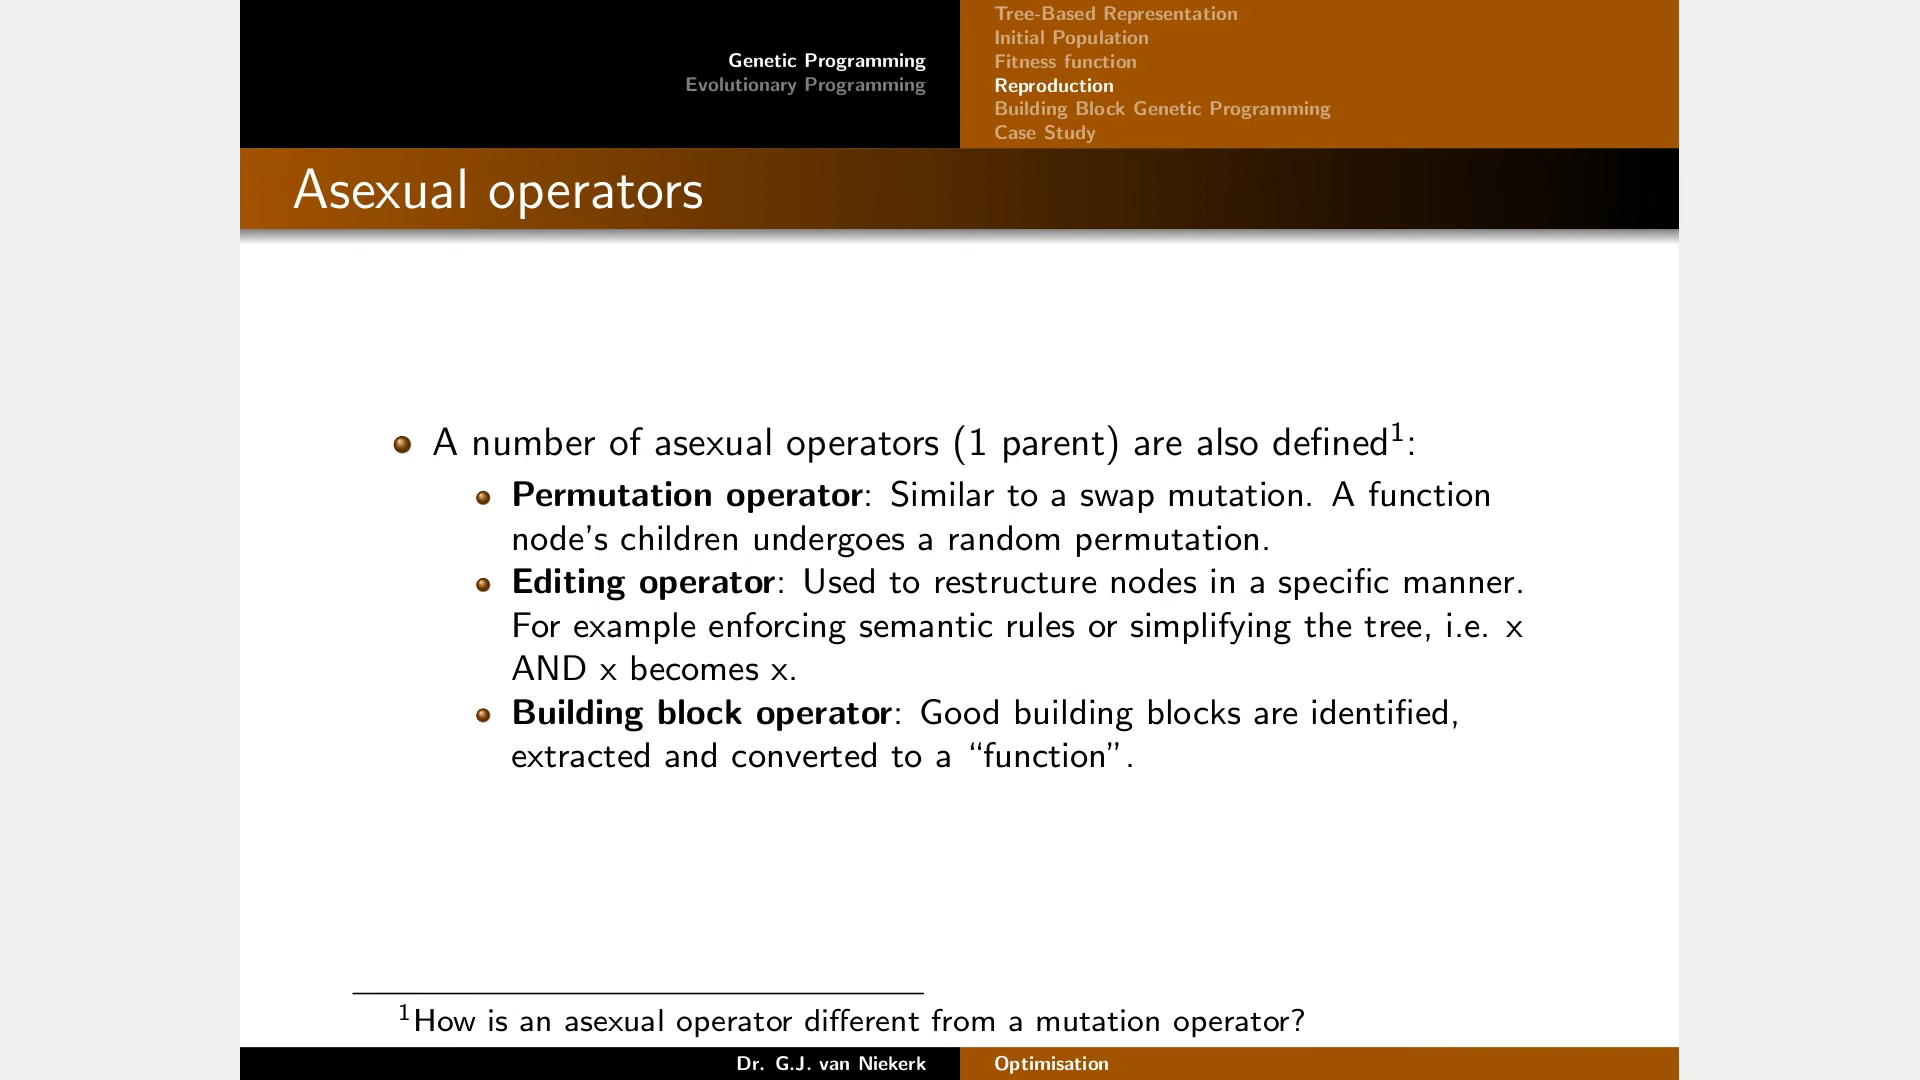 Genetic Programming
Evolutionary Programming
Tree-Based Representation
Initial Population
Fitness function
Reproduction
Building Block Genetic Programming
Case Study
Asexual operators
A number of asexual operators (1 parent) are also defined¹:
Permutation operator: Similar to a swap mutation. A function
node's children undergoes a random permutation.
Editing operator: Used to restructure nodes in a specific manner.
For example enforcing semantic rules or simplifying the tree, i.e. x
AND x becomes x.
Building block operator: Good building blocks are identified,
extracted and converted to a “function”.
¹How is an asexual operator different from a mutation operator?
Dr. G.J. van Niekerk
Optimisation